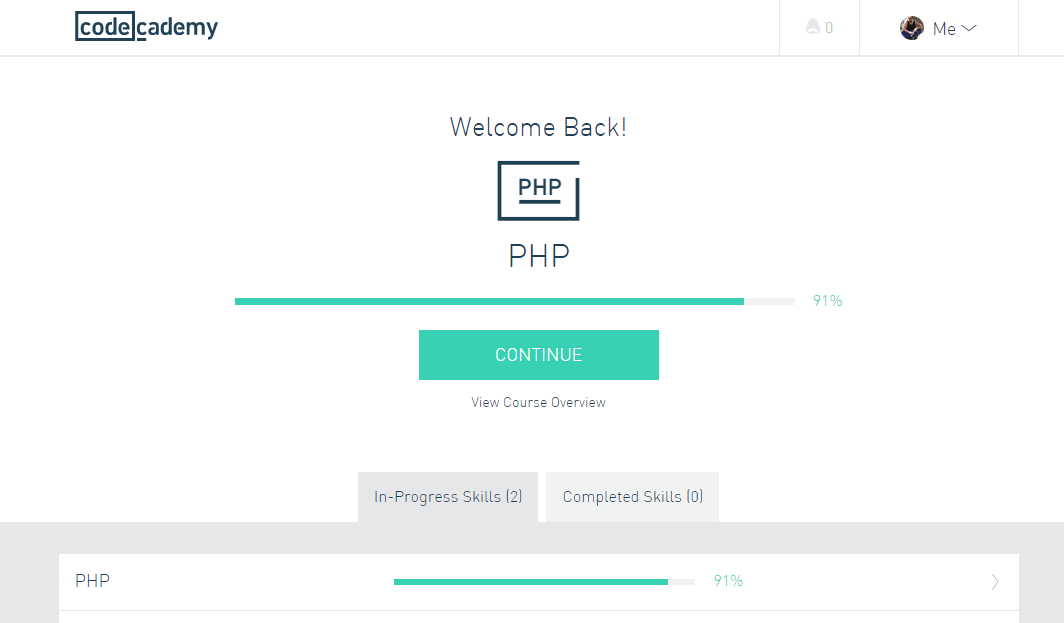 codecademy
0
Me
Welcome Back!
PHP
PHP
91%
CONTINUE
View Course Overview
In-Progress Skills (2)
Completed Skills (0)
PHP
91%